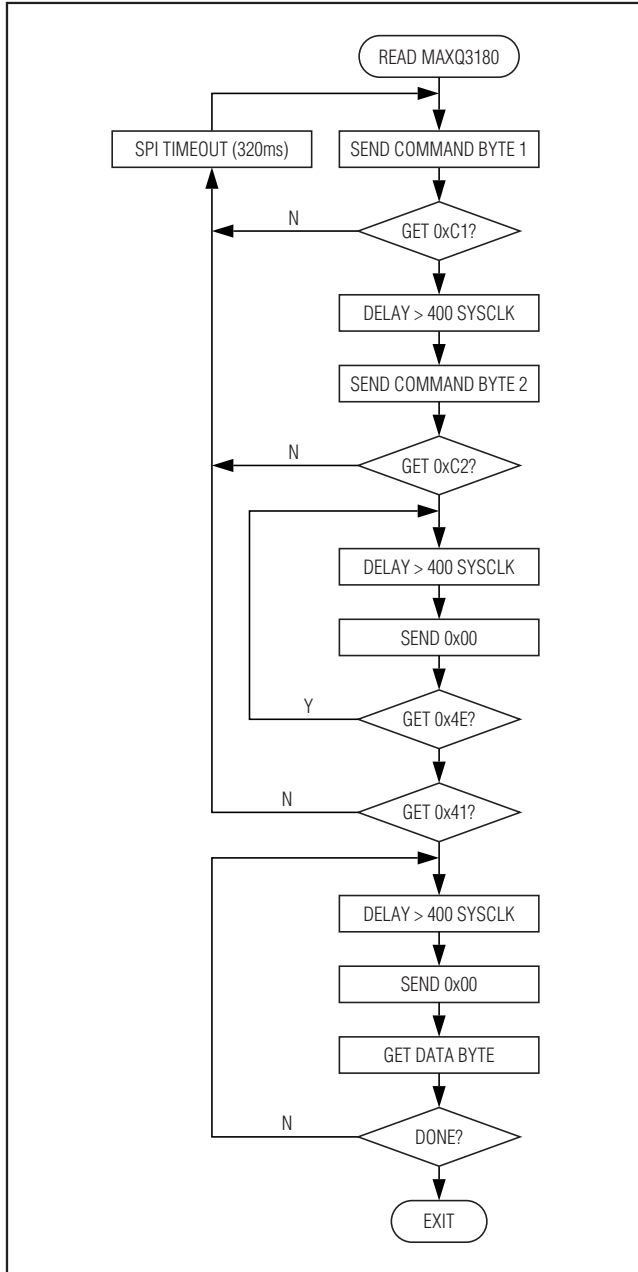 READ MAXQ3180
SPI TIMEOUT (320ms)
SEND COMMAND BYTE 1
N
GET 0xC1?
DELAY > 400 SYSCLK
SEND COMMAND BYTE 2
N
GET 0xC2?
DELAY > 400 SYSCLK
SEND 0x00
Y
GET 0x4E?
N
GET 0x41?
DELAY > 400 SYSCLK
SEND 0x00
GET DATA BYTE
N
DONE?
EXIT